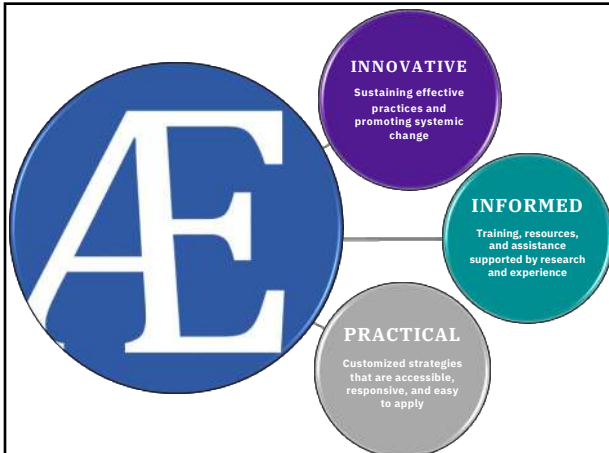 Æ
INNOVATIVE
Sustaining effective
practices and
promoting systemic
change
INFORMED
Training, resources,
and assistance
supported by research
and experience
PRACTICAL
Customized strategies
that are accessible,
responsive, and easy
to apply